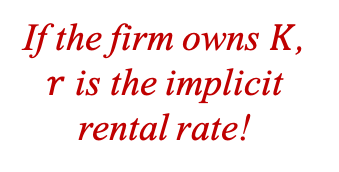 If the firm owns K,
r is the implicit
rental rate!